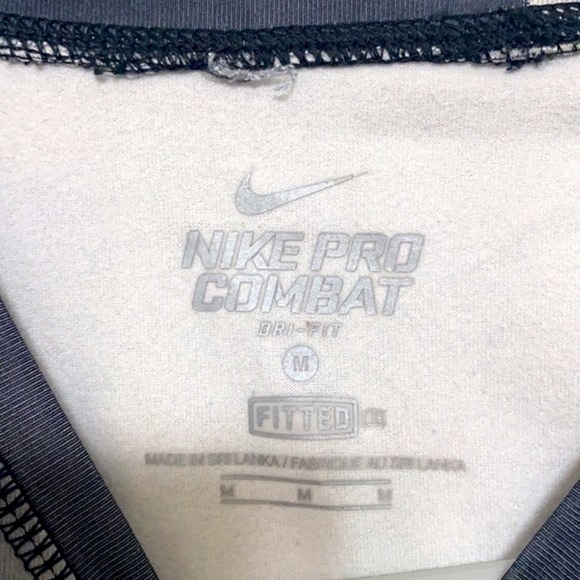 NIKE PRO
COMBAT
DRI-FIT
M
FITTED
MADE IN SRI LANKA / FABRIQUE AU SRI LANKA
M M M